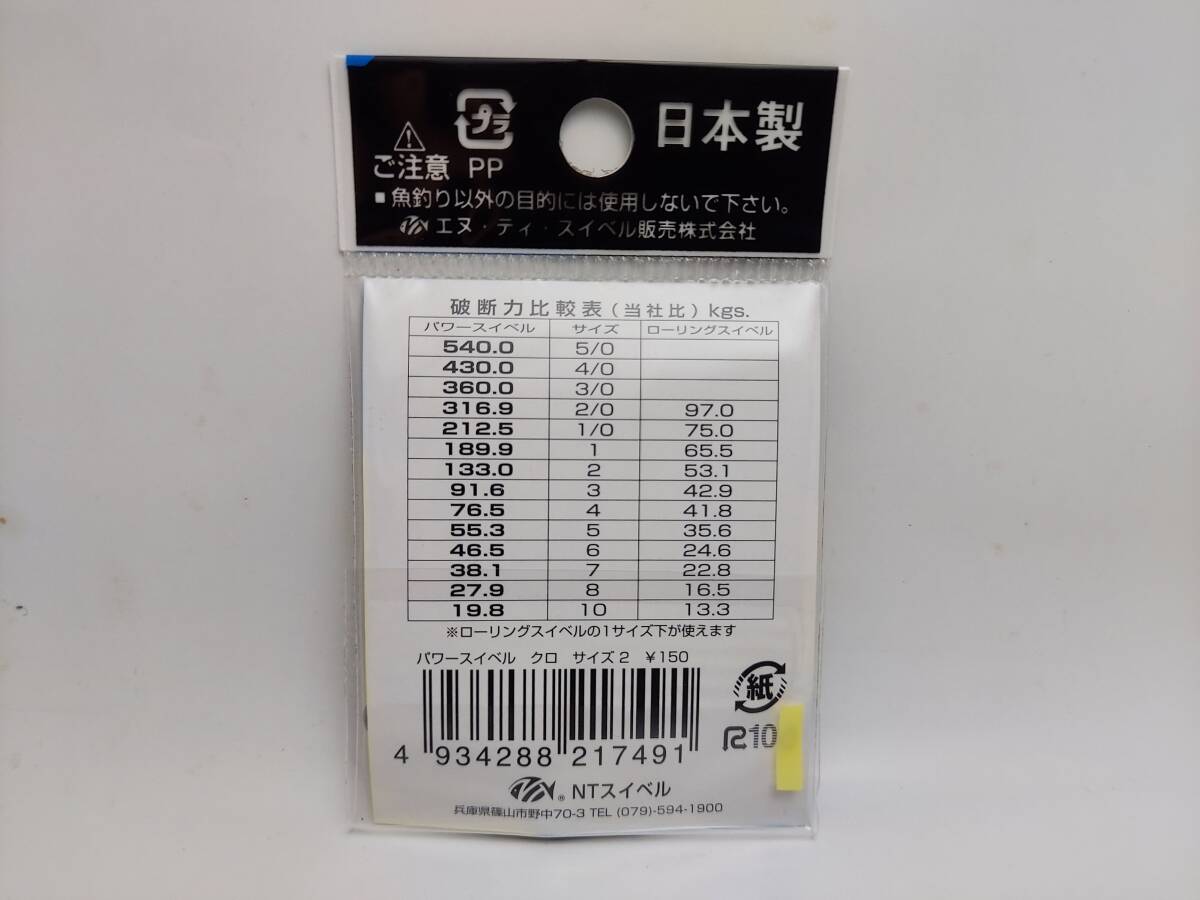 プラ
日本製
ご注意 PP
■魚釣り以外の目的には使用しないで下さい。
エヌ・ティ・スイベル販売株式会社
破断力比較表(当社比) kgs.
パワースイベル サイズ ローリングスイベル
540.0 5/0
430.0 4/0
360.0 3/0
316.9 2/0 97.0
212.5 1/0 75.0
189.9 1 65.5
133.0 2 53.1
91.6 3 42.9
76.5 4 41.8
55.3 5 35.6
46.5 6 24.6
38.1 7 22.8
27.9 8 16.5
19.8 10 13.3
※ローリングスイベルの1サイズ下が使えます
パワースイベル クロ サイズ2 ¥150
紙
R10
4 934288 217491
® NTスイベル
兵庫県篠山市野中70-3 TEL (079)-594-1900